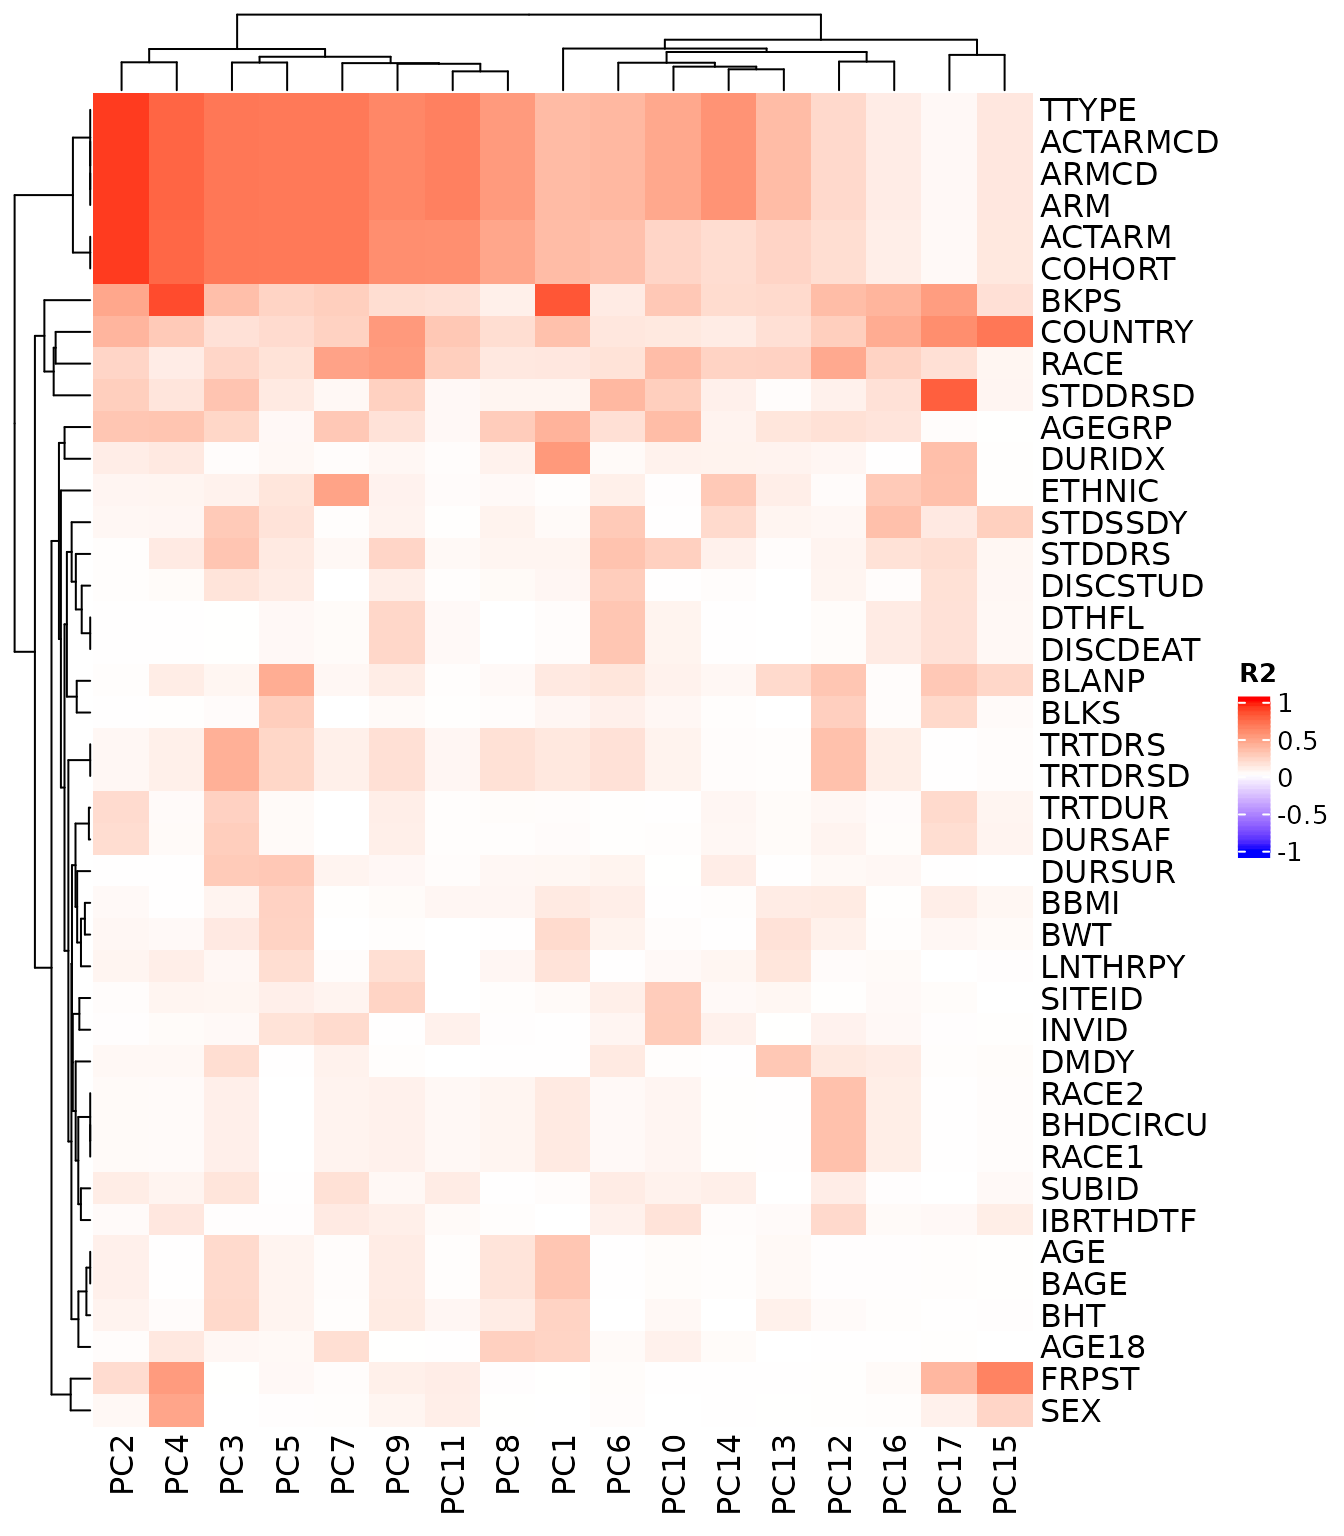 TTYPE
ACTARMCD
ARMCD
ARM
ACTARM
COHORT
BKPS
COUNTRY
RACE
STDDRSD
AGEGRP
DURIDX
ETHNIC
STDSSDY
STDDRS
DISCSTUD
DTHFL
DISCDEAT
BLANP
BLKS
TRTDRS
TRTDRSD
TRTDUR
DURSAF
DURSUR
BBMI
BWT
LNTHRPY
SITEID
INVID
DMDY
RACE2
BHDCIRCU
RACE1
SUBID
IBRTHDTF
AGE
BAGE
BHT
AGE18
FRPST
SEX
R2
1
0.5
0
-0.5
-1
PC2 PC4 PC3 PC5 PC7 PC9 PC11 PC8 PC1 PC6 PC10 PC14 PC13 PC12 PC16 PC17 PC15